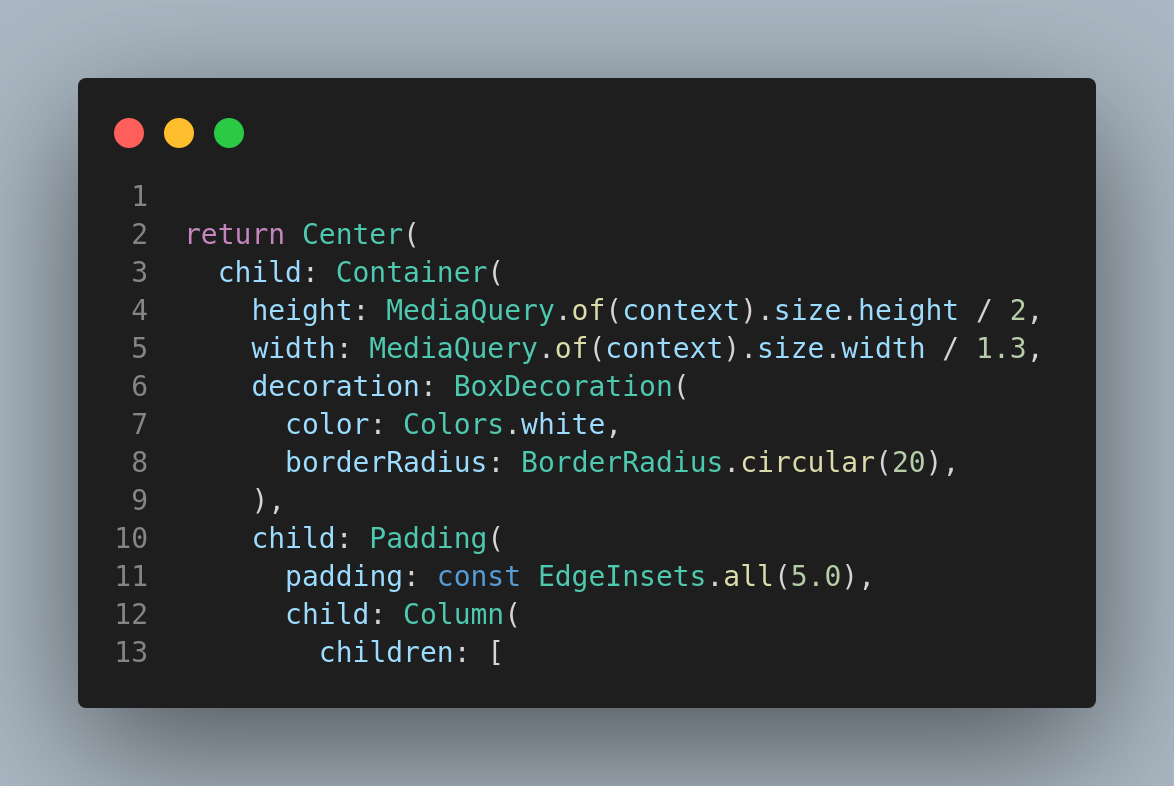 1
2 return Center(
3   child: Container(
4     height: MediaQuery.of(context).size.height / 2,
5     width: MediaQuery.of(context).size.width / 1.3,
6     decoration: BoxDecoration(
7       color: Colors.white,
8       borderRadius: BorderRadius.circular(20),
9     ),
10     child: Padding(
11       padding: const EdgeInsets.all(5.0),
12       child: Column(
13         children: [